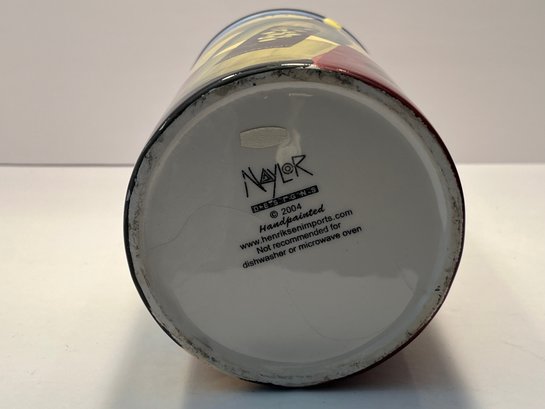 NAYLOR
DESIGNS
© 2004
Handpainted
www.henriksenimports.com
Not recommended for
dishwasher or microwave oven